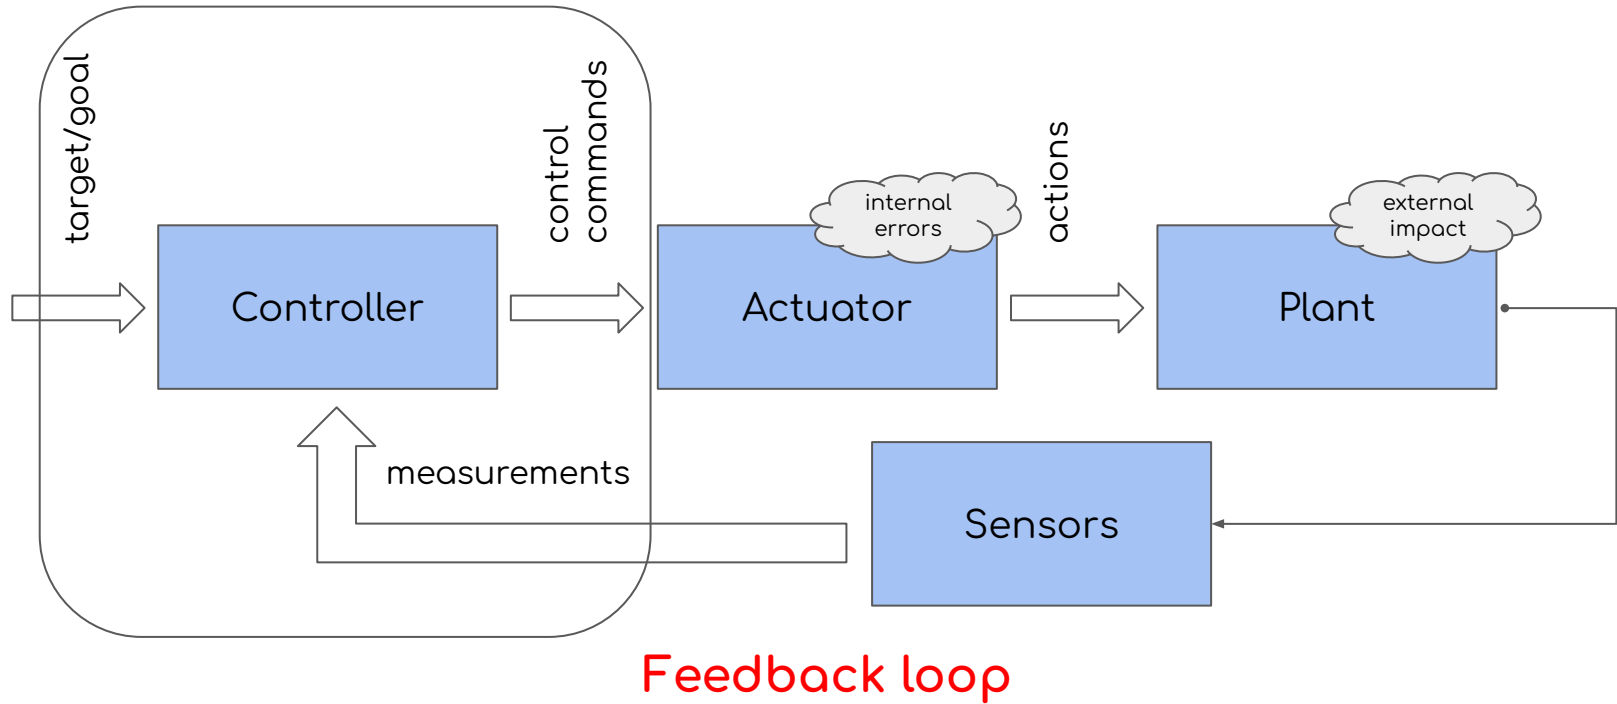 target/goal
control
commands
actions
internal
errors
external
impact
Controller
Actuator
Plant
measurements
Sensors
Feedback loop